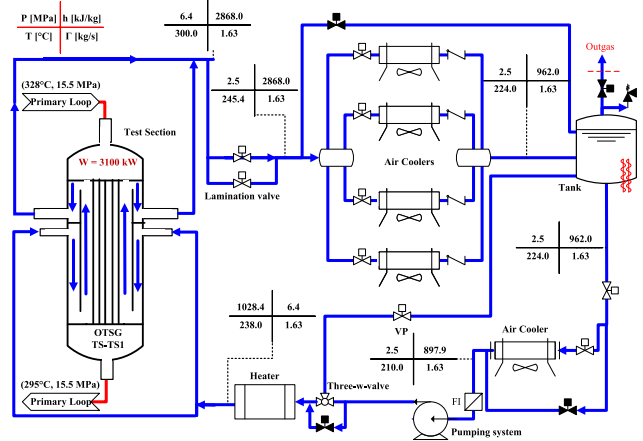 P [MPa] h [kJ/kg]
T [°C] Γ [kg/s]
6.4 2868.0
300.0 1.63
(328°C, 15.5 MPa)
Primary Loop
Test Section
W = 3100 kW
2.5 2868.0
245.4 1.63
Lamination valve
Air Coolers
2.5 962.0
224.0 1.63
Outgas
Tank
2.5 962.0
224.0 1.63
OTSG
TS-TS1
(295°C, 15.5 MPa)
Primary Loop
1028.4 6.4
238.0 1.63
Heater
Three-w-valve
VP
2.5 897.9
210.0 1.63
Air Cooler
FI
Pumping system